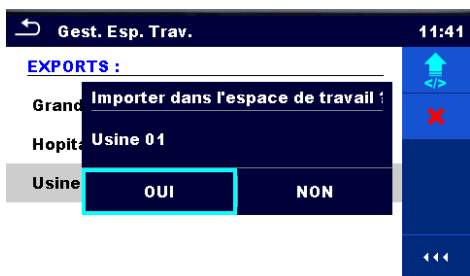 Gest. Esp. Trav. 11:41
EXPORTS :
Grand
Importer dans l'espace de travail ?
Hopita
Usine 01
Usine
OUI NON